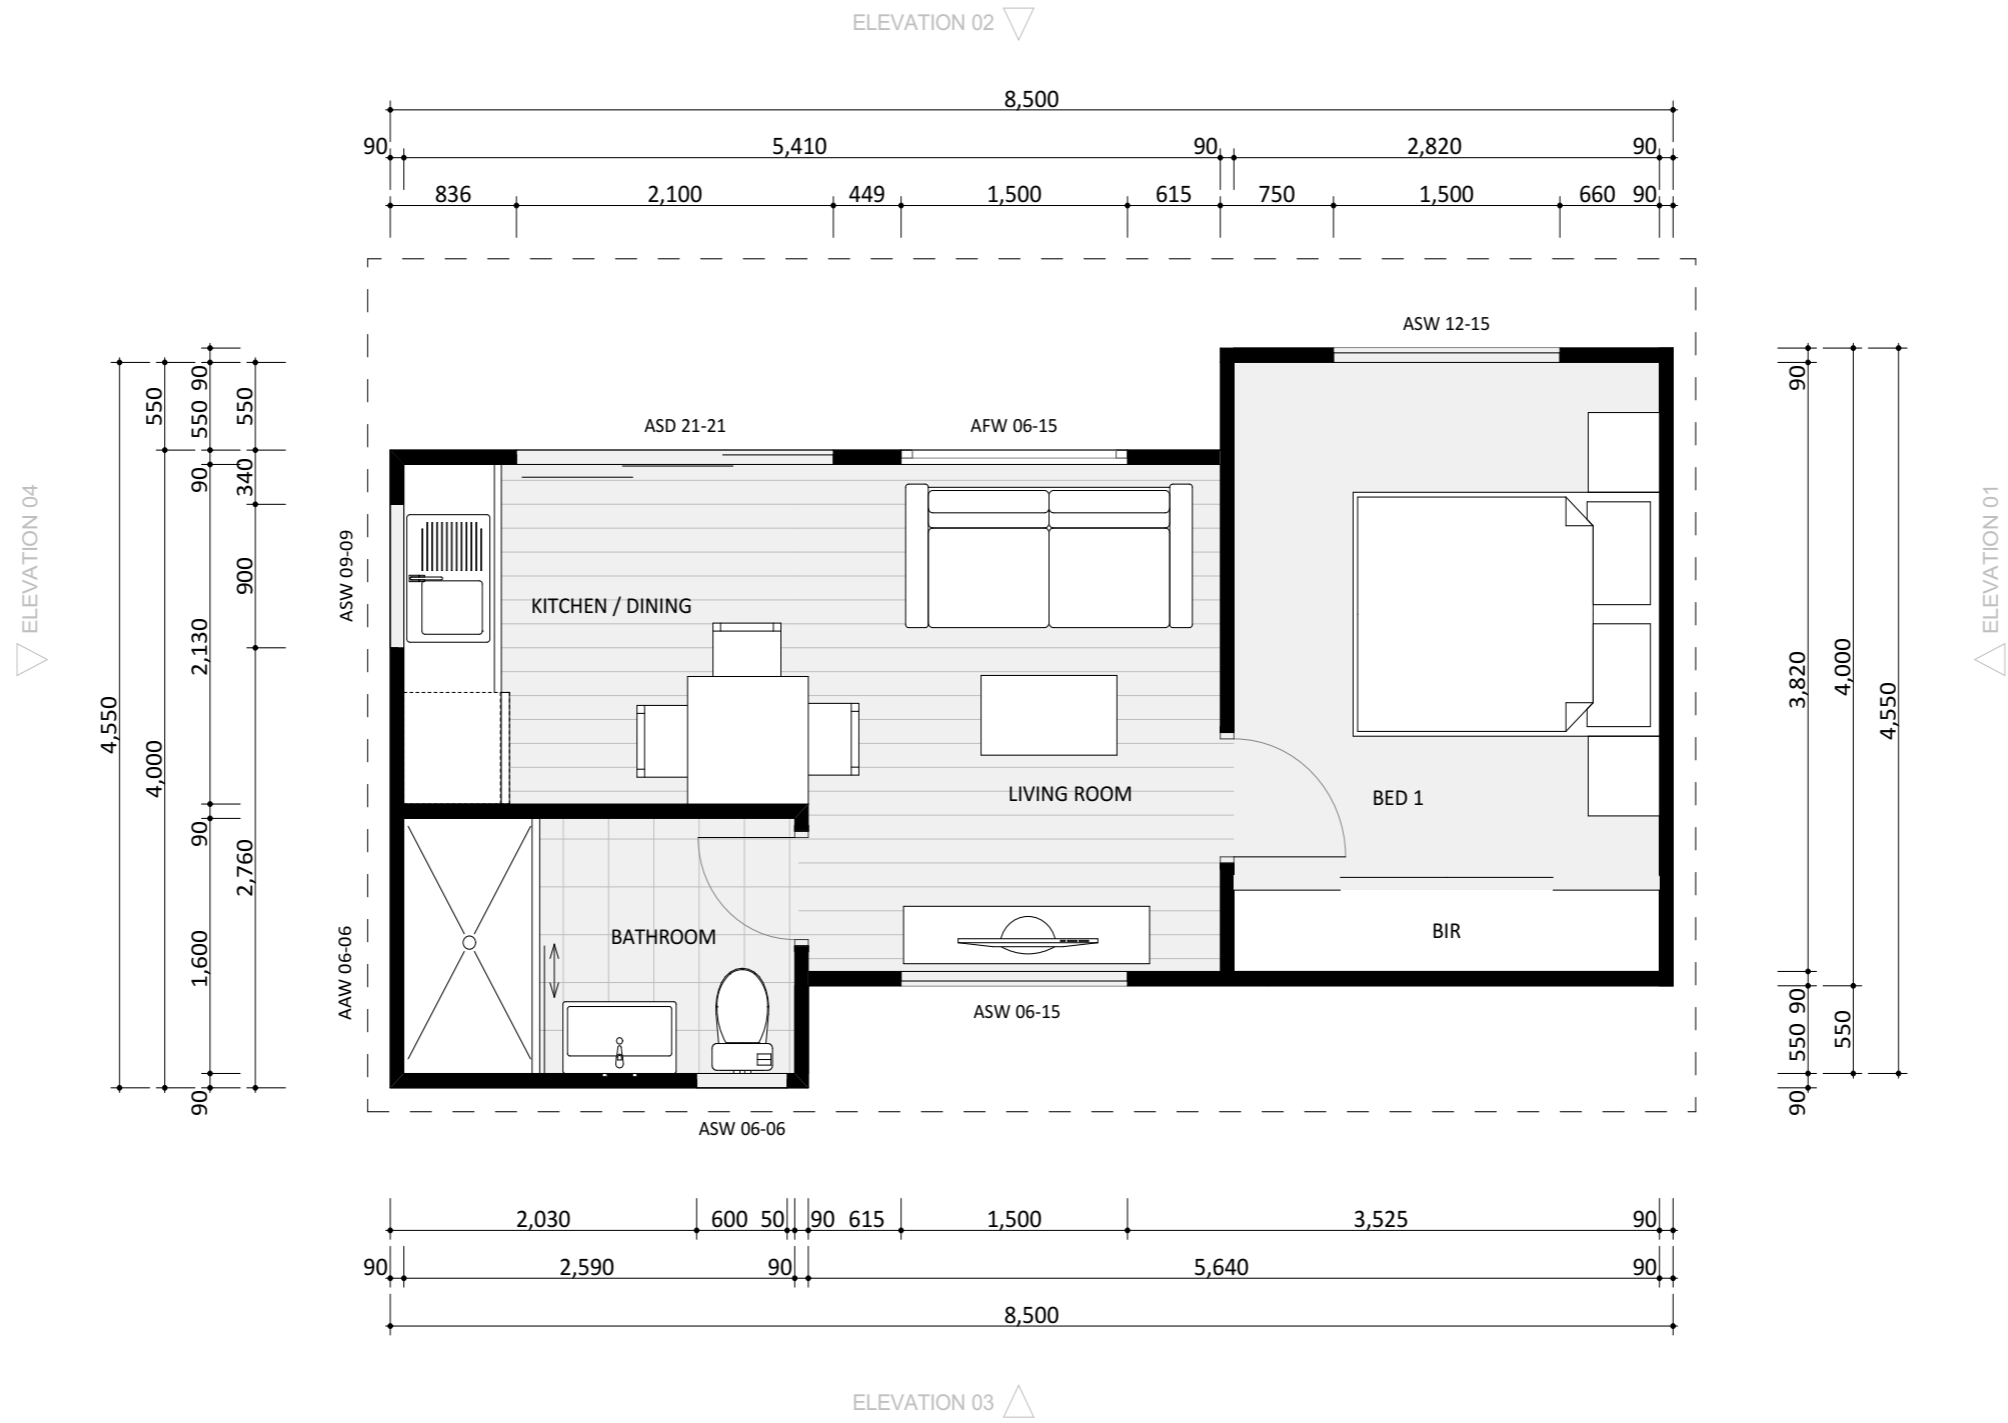 ELEVATION 02
8,500
90 5,410 90 2,820 90
836 2,100 449 1,500 615 750 1,500 660 90
ASW 12-15
ASD 21-21
AFW 06-15
ELEVATION 04
4,550
550
4,000
90
550
90
2,130
90
1,600
90
550
340
900
2,760
ASW 09-09
AAW 06-06
KITCHEN / DINING
LIVING ROOM
BED 1
BATHROOM
BIR
ASW 06-15
ASW 06-06
90
3,820
90
550
90
4,000
550
4,550
ELEVATION 01
2,030 600 50 90 615 1,500 3,525 90
90 2,590 90 5,640 90
8,500
ELEVATION 03